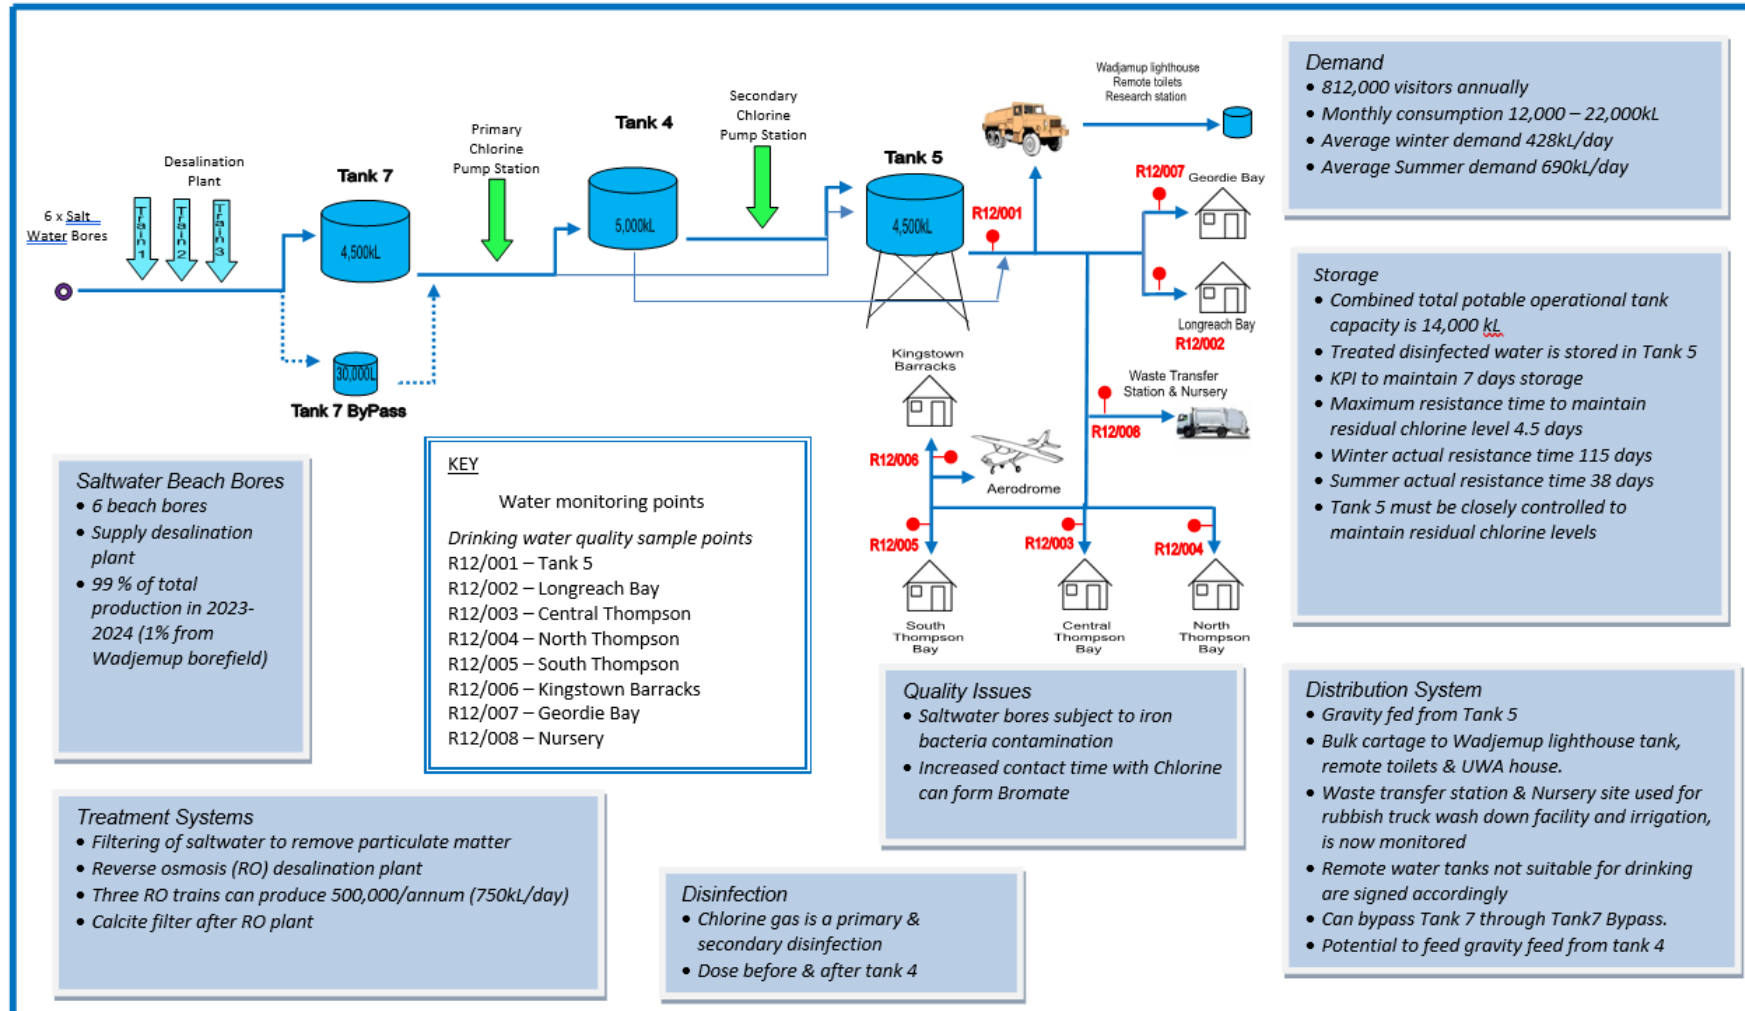 6 x Salt
Water Bores
Desalination
Plant
Train 1
Train 2
Train 3
Tank 7
4,500kL
30,000L
Tank 7 ByPass
Primary
Chlorine
Pump Station
Tank 4
5,000kL
Secondary
Chlorine
Pump Station
Tank 5
4,500kL
R12/001
Wadjamup lighthouse
Remote toilets
Research station
R12/007
Geordie Bay
Longreach Bay
R12/002
Waste Transfer
Station & Nursery
R12/008
Kingstown
Barracks
R12/006
Aerodrome
R12/005
R12/003
R12/004
South
Thompson
Bay
Central
Thompson
Bay
North
Thompson
Bay
Demand
• 812,000 visitors annually
• Monthly consumption 12,000 – 22,000kL
• Average winter demand 428kL/day
• Average Summer demand 690kL/day
Storage
• Combined total potable operational tank
capacity is 14,000 kL
• Treated disinfected water is stored in Tank 5
• KPI to maintain 7 days storage
• Maximum resistance time to maintain
residual chlorine level 4.5 days
• Winter actual resistance time 115 days
• Summer actual resistance time 38 days
• Tank 5 must be closely controlled to
maintain residual chlorine levels
Saltwater Beach Bores
• 6 beach bores
• Supply desalination
plant
• 99 % of total
production in 2023-
2024 (1% from
Wadjemup borefield)
KEY
Water monitoring points
Drinking water quality sample points
R12/001 – Tank 5
R12/002 – Longreach Bay
R12/003 – Central Thompson
R12/004 – North Thompson
R12/005 – South Thompson
R12/006 – Kingstown Barracks
R12/007 – Geordie Bay
R12/008 – Nursery
Quality Issues
• Saltwater bores subject to iron
bacteria contamination
• Increased contact time with Chlorine
can form Bromate
Distribution System
• Gravity fed from Tank 5
• Bulk cartage to Wadjemup lighthouse tank,
remote toilets & UWA house.
• Waste transfer station & Nursery site used for
rubbish truck wash down facility and irrigation,
is now monitored
• Remote water tanks not suitable for drinking
are signed accordingly
• Can bypass Tank 7 through Tank7 Bypass.
• Potential to feed gravity feed from tank 4
Treatment Systems
• Filtering of saltwater to remove particulate matter
• Reverse osmosis (RO) desalination plant
• Three RO trains can produce 500,000/annum (750kL/day)
• Calcite filter after RO plant
Disinfection
• Chlorine gas is a primary &
secondary disinfection
• Dose before & after tank 4